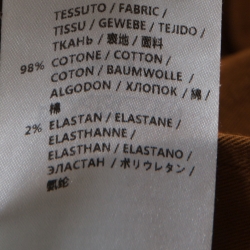 TESSUTO / FABRIC /
TISSU / GEWEBE / TEJIDO /
ТКАНЬ / 裏地 / 面料
98% COTONE / COTTON /
COTON / BAUMWOLLE /
ALGODON / ХЛОПОК / 綿 /
棉
2% ELASTAN / ELASTANE /
ELASTHANNE /
ELASTHAN / ELASTANO /
ЭЛАСТАН / ポリウレタン /
氨纶